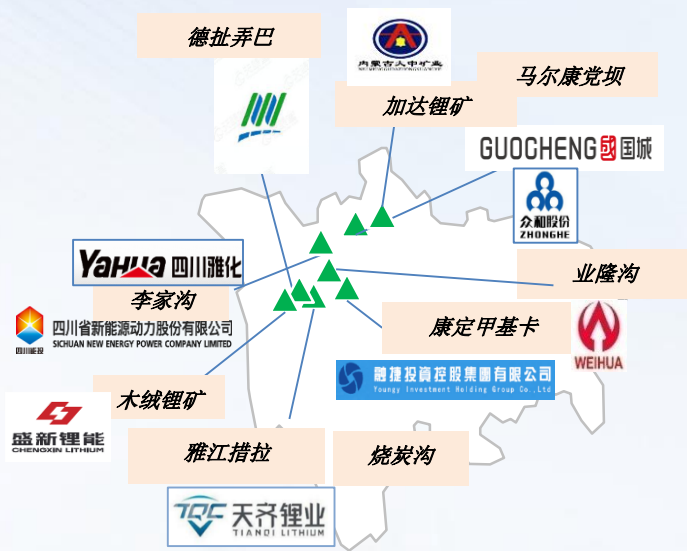 德扯弄巴
内蒙古大中矿业
马尔康党坝
加达锂矿
GUOCHENG 国城
众和股份
ZHONGHE
YAHUA 四川雅化
业隆沟
李家沟
四川能投
四川省新能源动力股份有限公司
SICHUAN NEW ENERGY POWER COMPANY LIMITED
康定甲基卡
WEIHUA
融捷投資控股集團有限公司
Youngy Investment Holding Group Co.,Ltd
木绒锂矿
盛新锂能
CHENGXIN LITHIUM
雅江措拉
烧炭沟
TQC 天齐锂业
TIANQI LITHIUM